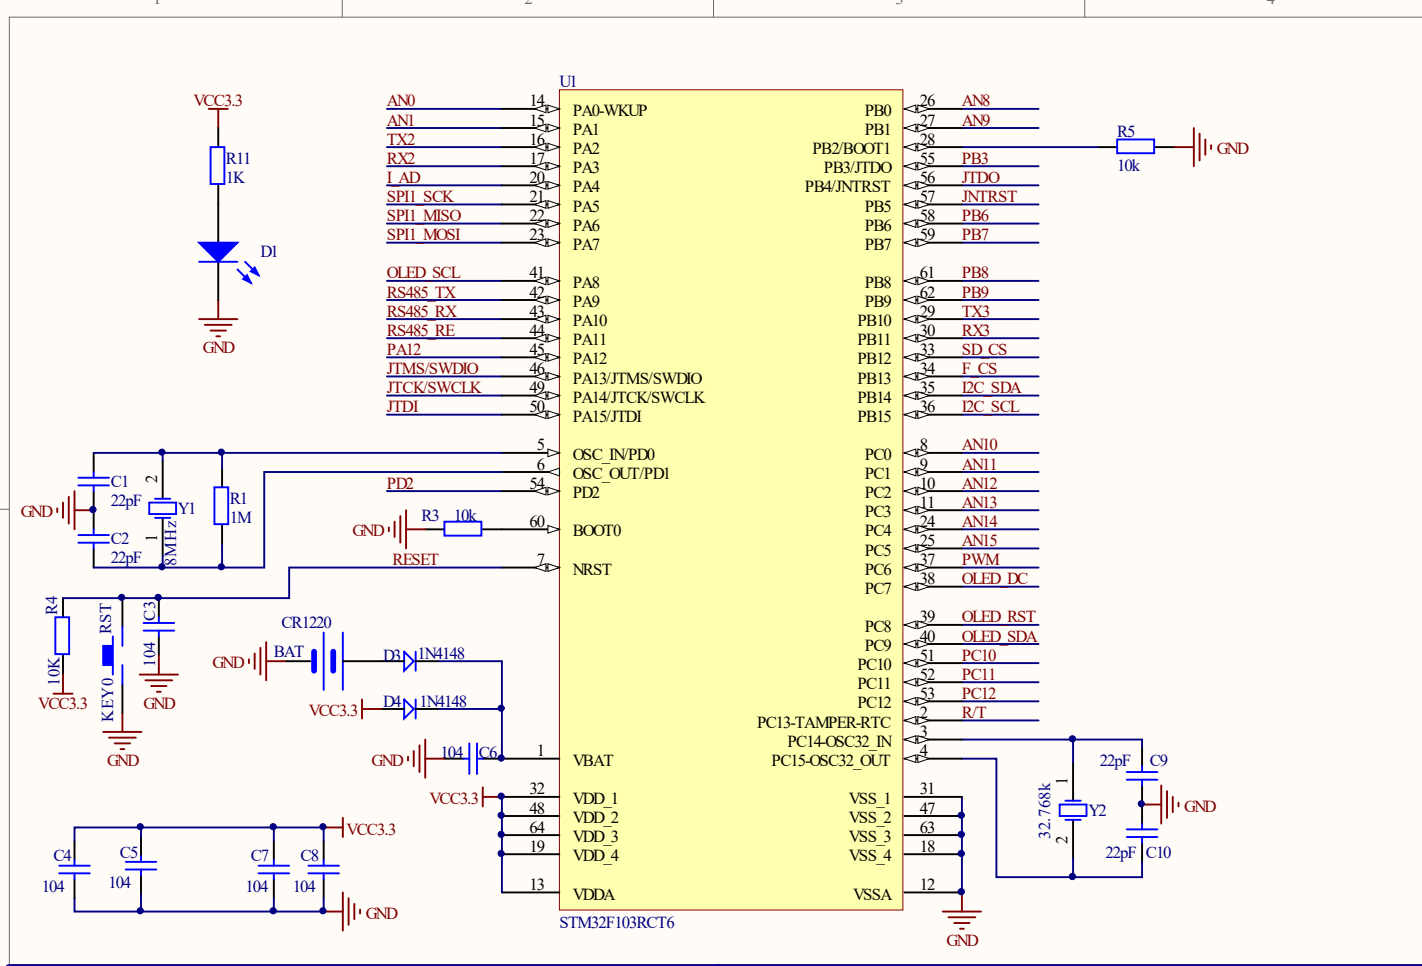 2
U1
VCC3.3
R11
1K
D1
GND
AN0 14 PA0-WKUP
AN1 15 PA1
TX2 16 PA2
RX2 17 PA3
I_AD 20 PA4
SPI1_SCK 21 PA5
SPI1_MISO 22 PA6
SPI1_MOSI 23 PA7
OLED_SCL 41 PA8
RS485_TX 42 PA9
RS485_RX 43 PA10
RS485_RE 44 PA11
PA12 45 PA12
JTMS/SWDIO 46 PA13/JTMS/SWDIO
JTCK/SWCLK 49 PA14/JTCK/SWCLK
JTDI 50 PA15/JTDI
5 OSC_IN/PD0
6 OSC_OUT/PD1
PD2 54 PD2
GND R3 10k 60 BOOT0
RESET 7 NRST
PB0 26 AN8
PB1 27 AN9
PB2/BOOT1 28
PB3/JTDO 55 PB3
PB4/JNTRST 56 JTDO
PB5 57 JNTRST
PB6 58 PB6
PB7 59 PB7
PB8 61 PB8
PB9 62 PB9
PB10 29 TX3
PB11 30 RX3
PB12 33 SD_CS
PB13 34 F_CS
PB14 35 I2C_SDA
PB15 36 I2C_SCL
PC0 8 AN10
PC1 9 AN11
PC2 10 AN12
PC3 11 AN13
PC4 24 AN14
PC5 25 AN15
PC6 37 PWM
PC7 38 OLED_DC
PC8 39 OLED_RST
PC9 40 OLED_SDA
PC10 51 PC10
PC11 52 PC11
PC12 53 PC12
PC13-TAMPER-RTC 2 R/T
PC14-OSC32_IN 3
PC15-OSC32_OUT 4
R5
10k
GND
C1
22pF
GND
C2
22pF
2
Y1
1
8MHz
R1
1M
R4
10K
VCC3.3
KEY0_RST
GND
C3
104
GND
CR1220
GND BAT D3 1N4148
VCC3.3 D4 1N4148
GND 104 C6 1 VBAT
VCC3.3 32 VDD_1
48 VDD_2
64 VDD_3
19 VDD_4
13 VDDA
VSS_1 31
VSS_2 47
VSS_3 63
VSS_4 18
VSSA 12
GND
STM32F103RCT6
32.768k
1
Y2
2
22pF C9
GND
22pF C10
VCC3.3
C4
104
C5
104
C7
104
C8
104
GND